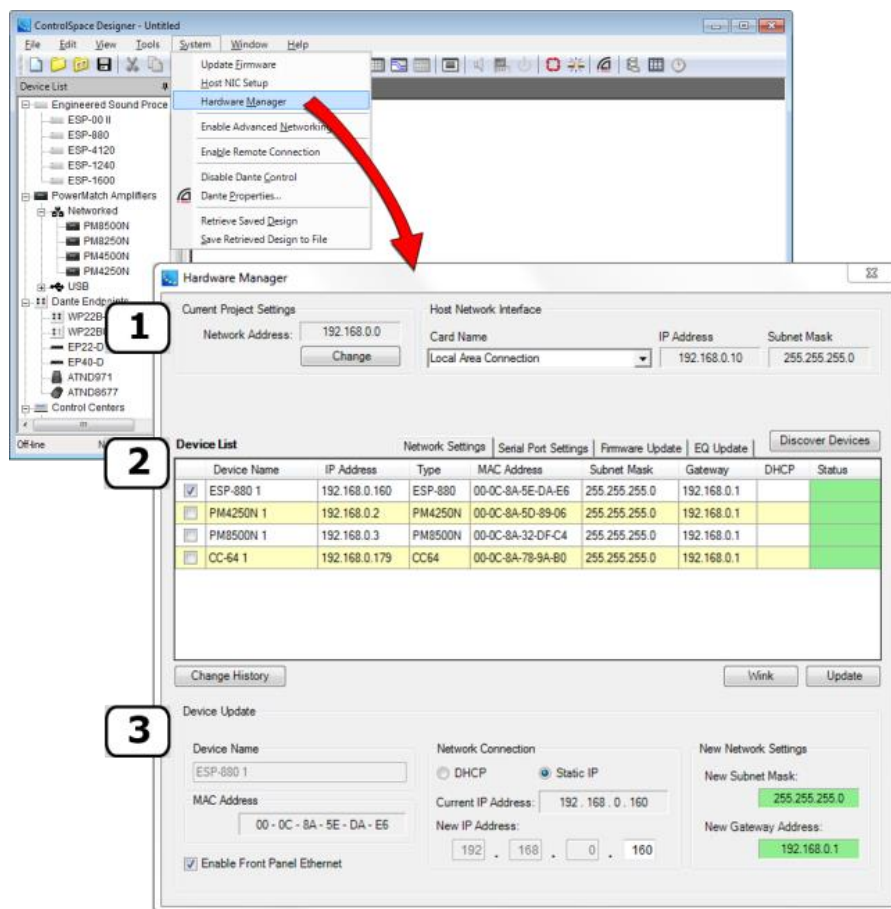 ControlSpace Designer - Untitled
File Edit View Tools System Window Help
Update Firmware
Host NIC Setup
Hardware Manager
Enable Advanced Networking
Enable Remote Connection
Disable Dante Control
Dante Properties...
Retrieve Saved Design
Save Retrieved Design to File
Device List
Engineered Sound Proce
ESP-00 II
ESP-880
ESP-4120
ESP-1240
ESP-1600
PowerMatch Amplifiers
Networked
PM8500N
PM8250N
PM4500N
PM4250N
USB
Dante Endpoints
WP22B-
WP22B
EP22-D
EP40-D
ATND971
ATND8677
Control Centers
Off-line
Hardware Manager
1
Current Project Settings
Network Address: 192.168.0.0
Change
Host Network Interface
Card Name IP Address Subnet Mask
Local Area Connection 192.168.0.10 255.255.255.0
2
Device List Network Settings Serial Port Settings Firmware Update EQ Update Discover Devices
Device Name IP Address Type MAC Address Subnet Mask Gateway DHCP Status
ESP-880 1 192.168.0.160 ESP-880 00-0C-8A-5E-DA-E6 255.255.255.0 192.168.0.1
PM4250N 1 192.168.0.2 PM4250N 00-0C-8A-5D-89-06 255.255.255.0 192.168.0.1
PM8500N 1 192.168.0.3 PM8500N 00-0C-8A-32-DF-C4 255.255.255.0 192.168.0.1
CC-64 1 192.168.0.179 CC64 00-0C-8A-78-9A-B0 255.255.255.0 192.168.0.1
Change History Wink Update
3
Device Update
Device Name
ESP-880 1
MAC Address
00 - 0C - 8A - 5E - DA - E6
Enable Front Panel Ethernet
Network Connection
DHCP Static IP
Current IP Address: 192 . 168 . 0 . 160
New IP Address:
192 . 168 . 0 . 160
New Network Settings
New Subnet Mask:
255.255.255.0
New Gateway Address:
192.168.0.1